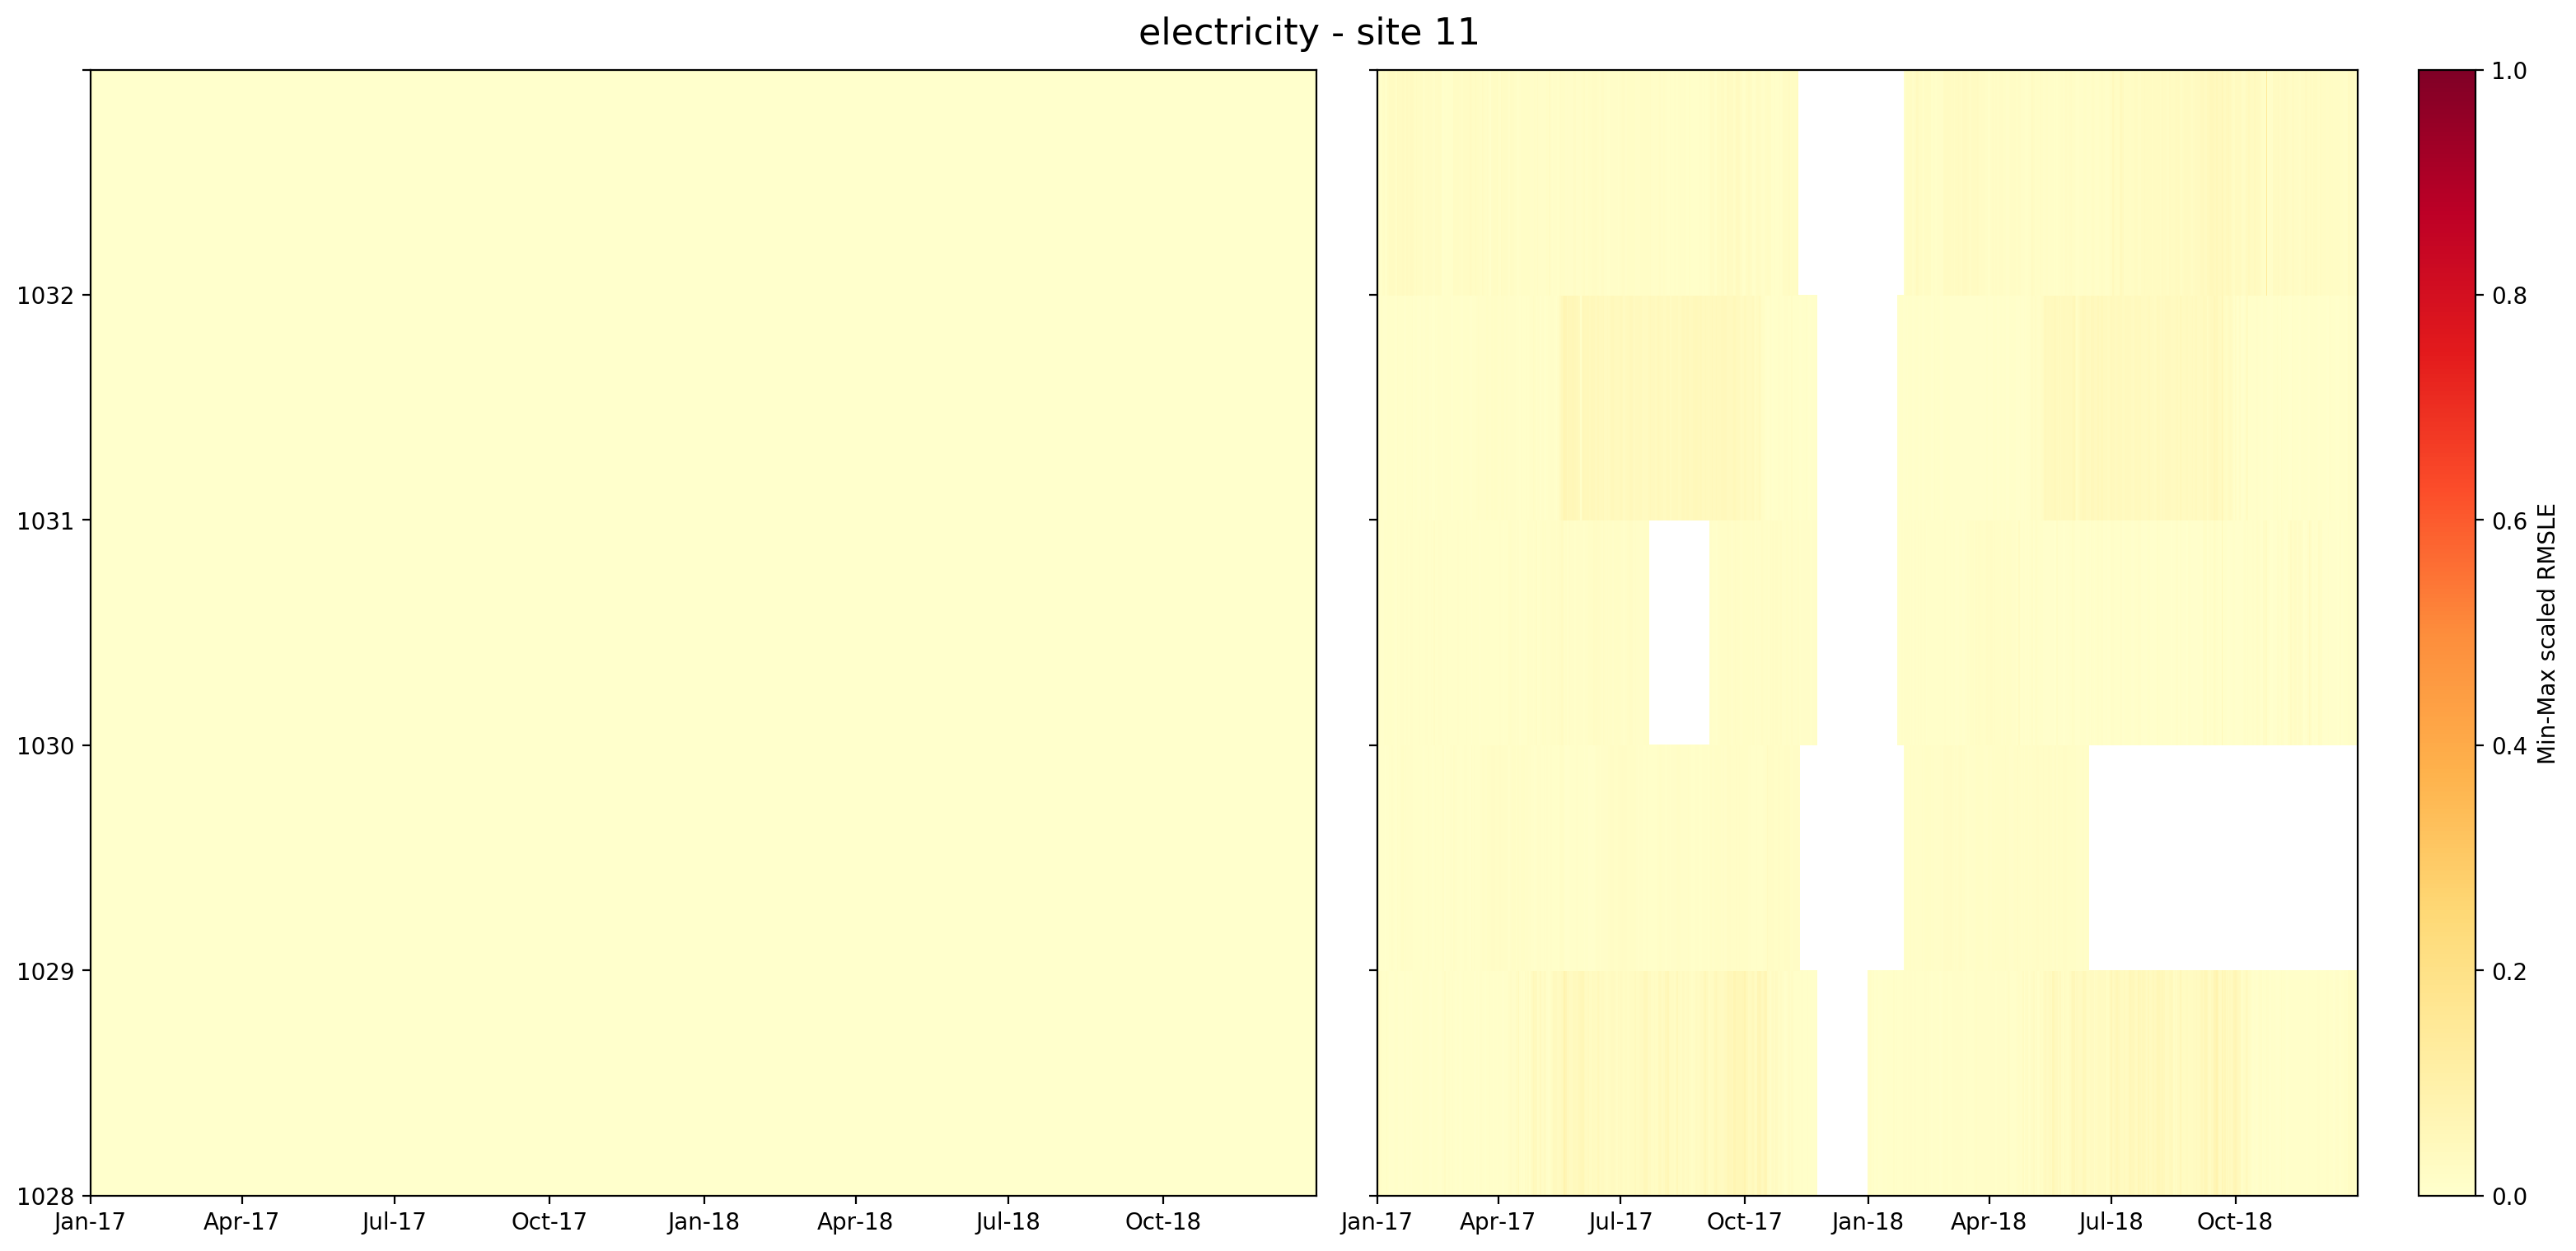 electricity - site 11
1032
1031
1030
1029
1028
Jan-17 Apr-17 Jul-17 Oct-17 Jan-18 Apr-18 Jul-18 Oct-18
Jan-17 Apr-17 Jul-17 Oct-17 Jan-18 Apr-18 Jul-18 Oct-18
1.0
0.8
0.6
0.4
0.2
0.0
Min-Max scaled RMSLE